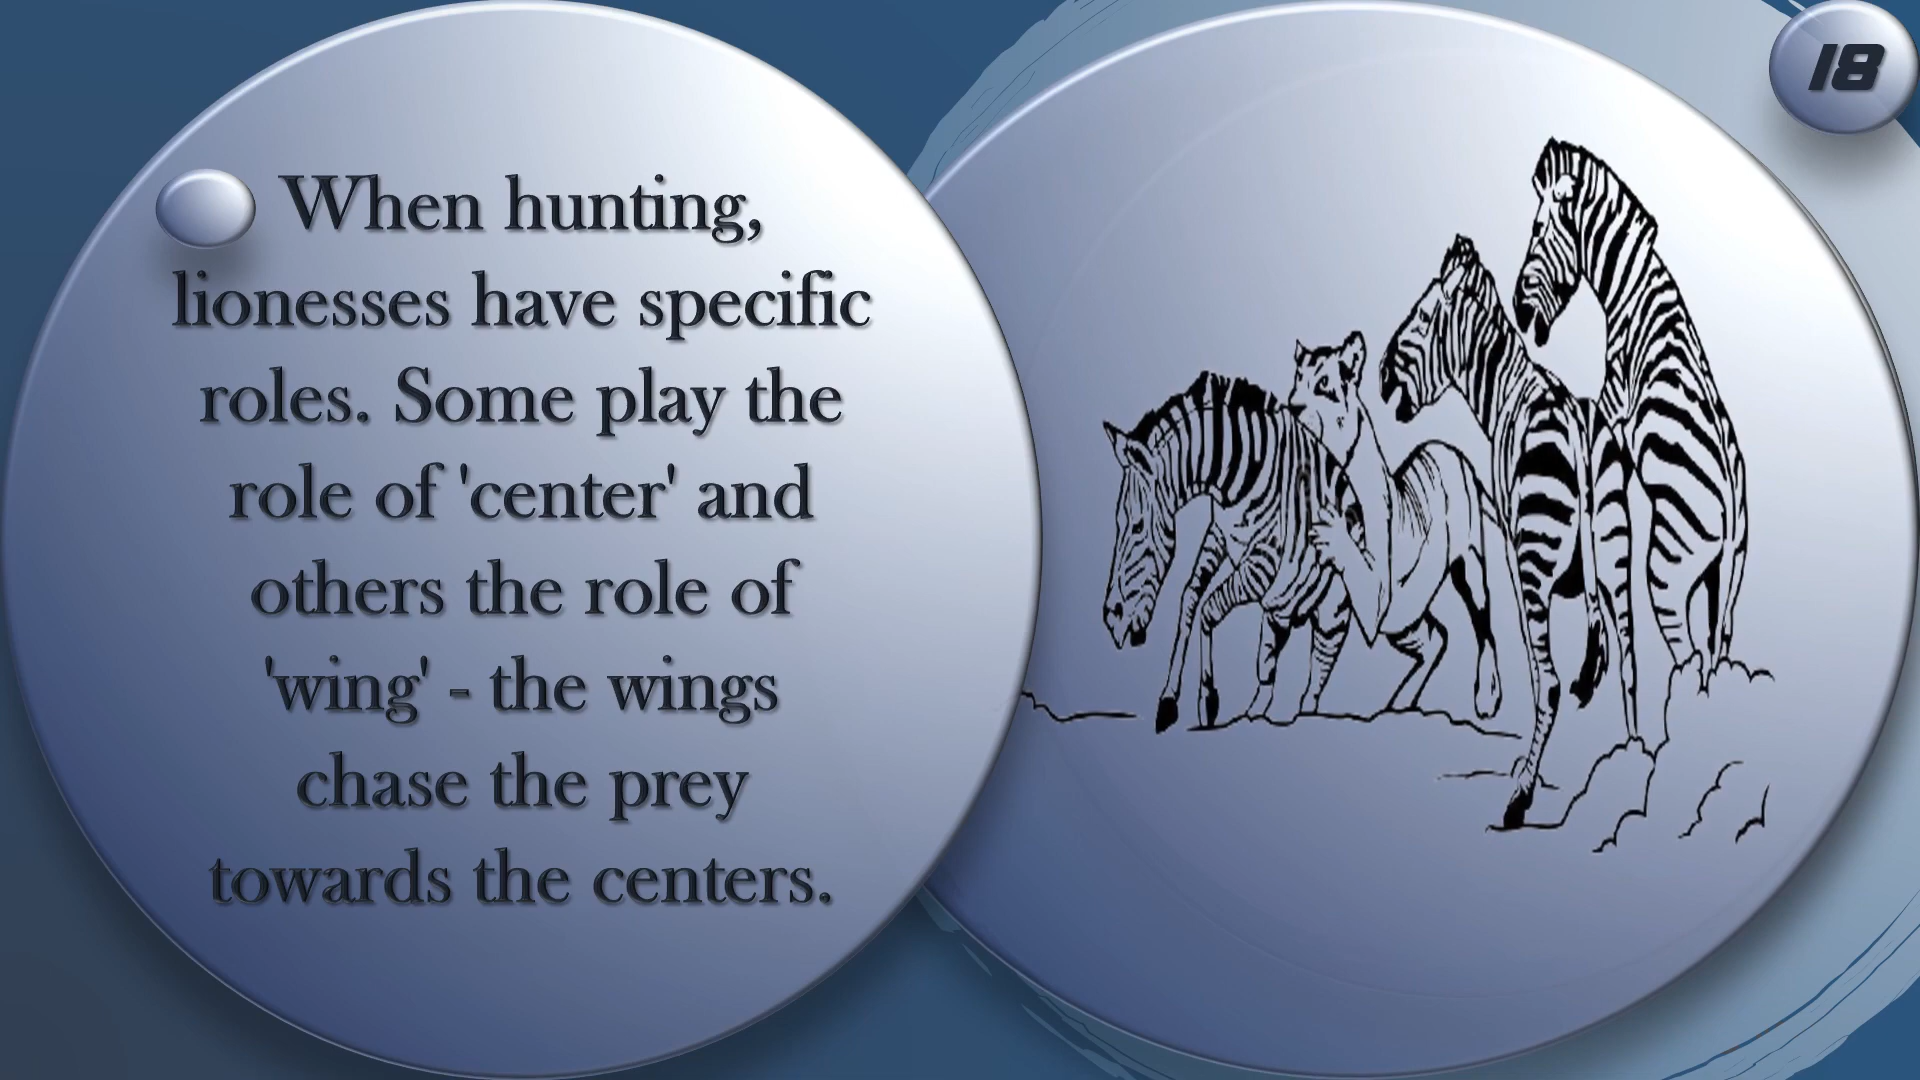 18
When hunting,
lionesses have specific
roles. Some play the
role of 'center' and
others the role of
'wing' - the wings
chase the prey
towards the centers.